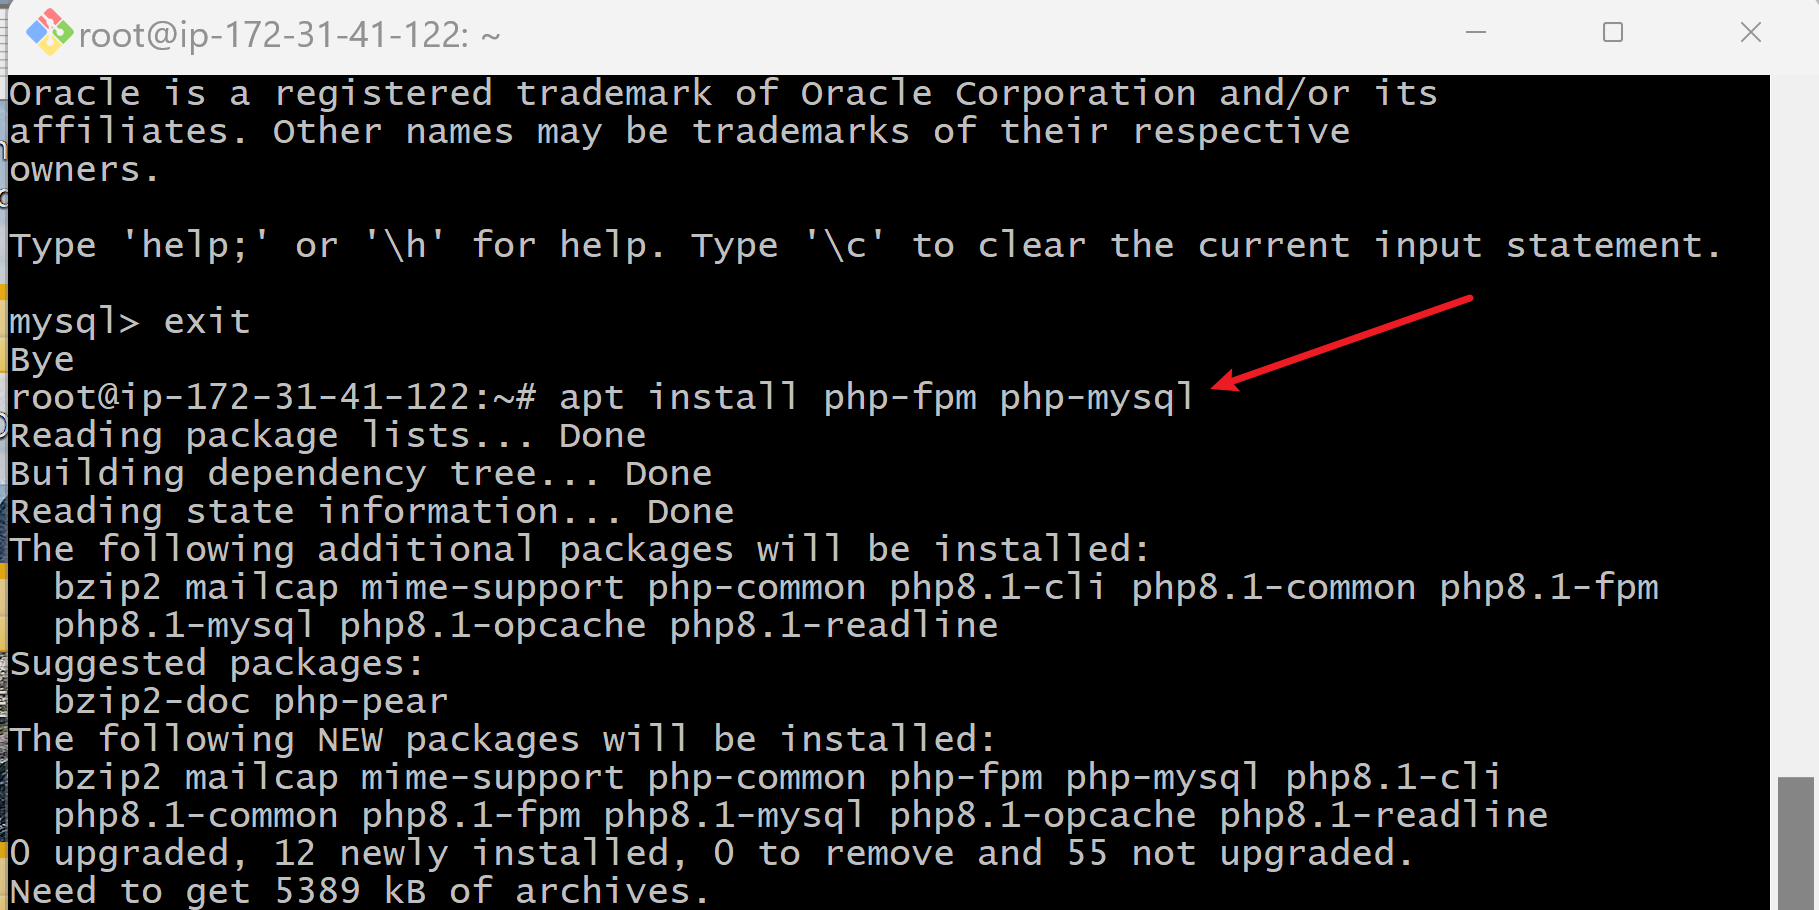 root@ip-172-31-41-122: ~
Oracle is a registered trademark of Oracle Corporation and/or its
affiliates. Other names may be trademarks of their respective
owners.
Type 'help;' or '\h' for help. Type '\c' to clear the current input statement.
mysql> exit
Bye
root@ip-172-31-41-122:~# apt install php-fpm php-mysql
Reading package lists... Done
Building dependency tree... Done
Reading state information... Done
The following additional packages will be installed:
  bzip2 mailcap mime-support php-common php8.1-cli php8.1-common php8.1-fpm
  php8.1-mysql php8.1-opcache php8.1-readline
Suggested packages:
  bzip2-doc php-pear
The following NEW packages will be installed:
  bzip2 mailcap mime-support php-common php-fpm php-mysql php8.1-cli
  php8.1-common php8.1-fpm php8.1-mysql php8.1-opcache php8.1-readline
0 upgraded, 12 newly installed, 0 to remove and 55 not upgraded.
Need to get 5389 kB of archives.